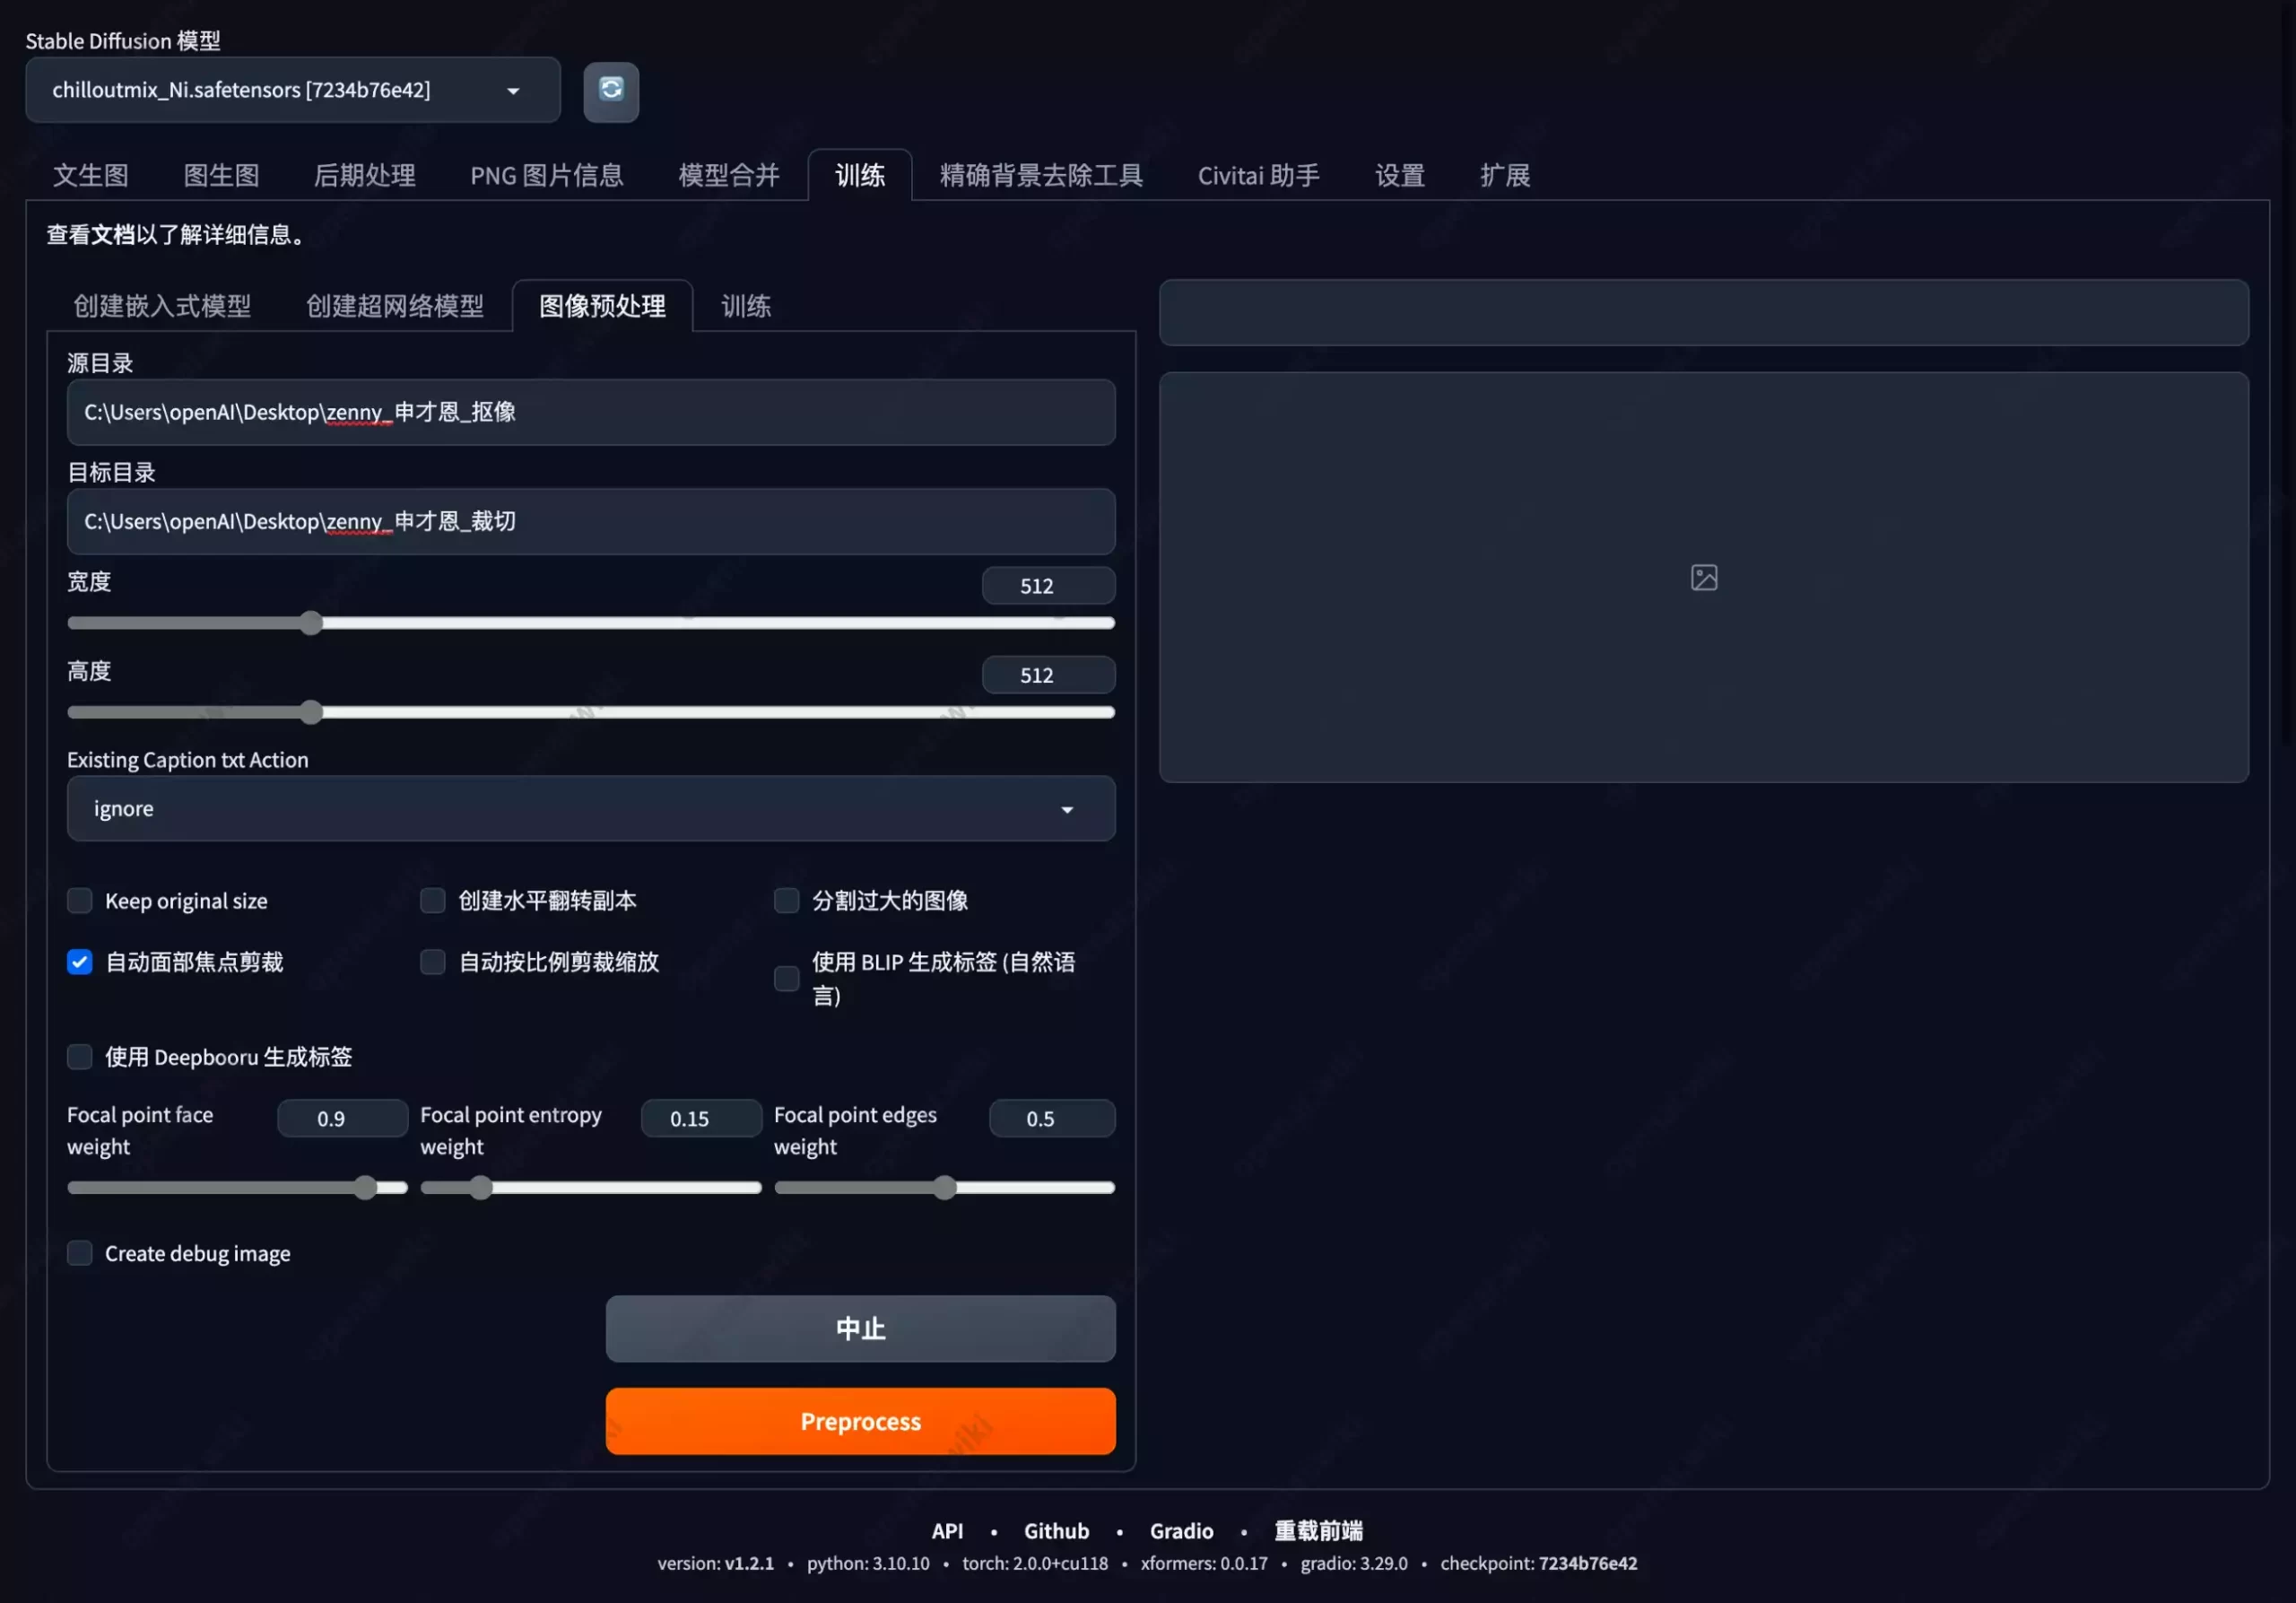 Stable Diffusion 模型
chilloutmix_Ni.safetensors [7234b76e42]
文生图 图生图 后期处理 PNG 图片信息 模型合并 训练 精确背景去除工具 Civitai 助手 设置 扩展
查看文档以了解详细信息。
创建嵌入式模型 创建超网络模型 图像预处理 训练
源目录
C:\Users\openAI\Desktop\zenny_申才恩_抠像
目标目录
C:\Users\openAI\Desktop\zenny_申才恩_裁切
宽度 512
高度 512
Existing Caption txt Action
ignore
Keep original size 创建水平翻转副本 分割过大的图像
自动面部焦点剪裁 自动按比例剪裁缩放 使用 BLIP 生成标签 (自然语
言)
使用 Deepbooru 生成标签
Focal point face 0.9 Focal point entropy 0.15 Focal point edges 0.5
weight weight weight
Create debug image
中止
Preprocess
API • Github • Gradio • 重载前端
version: v1.2.1 • python: 3.10.10 • torch: 2.0.0+cu118 • xformers: 0.0.17 • gradio: 3.29.0 • checkpoint: 7234b76e42